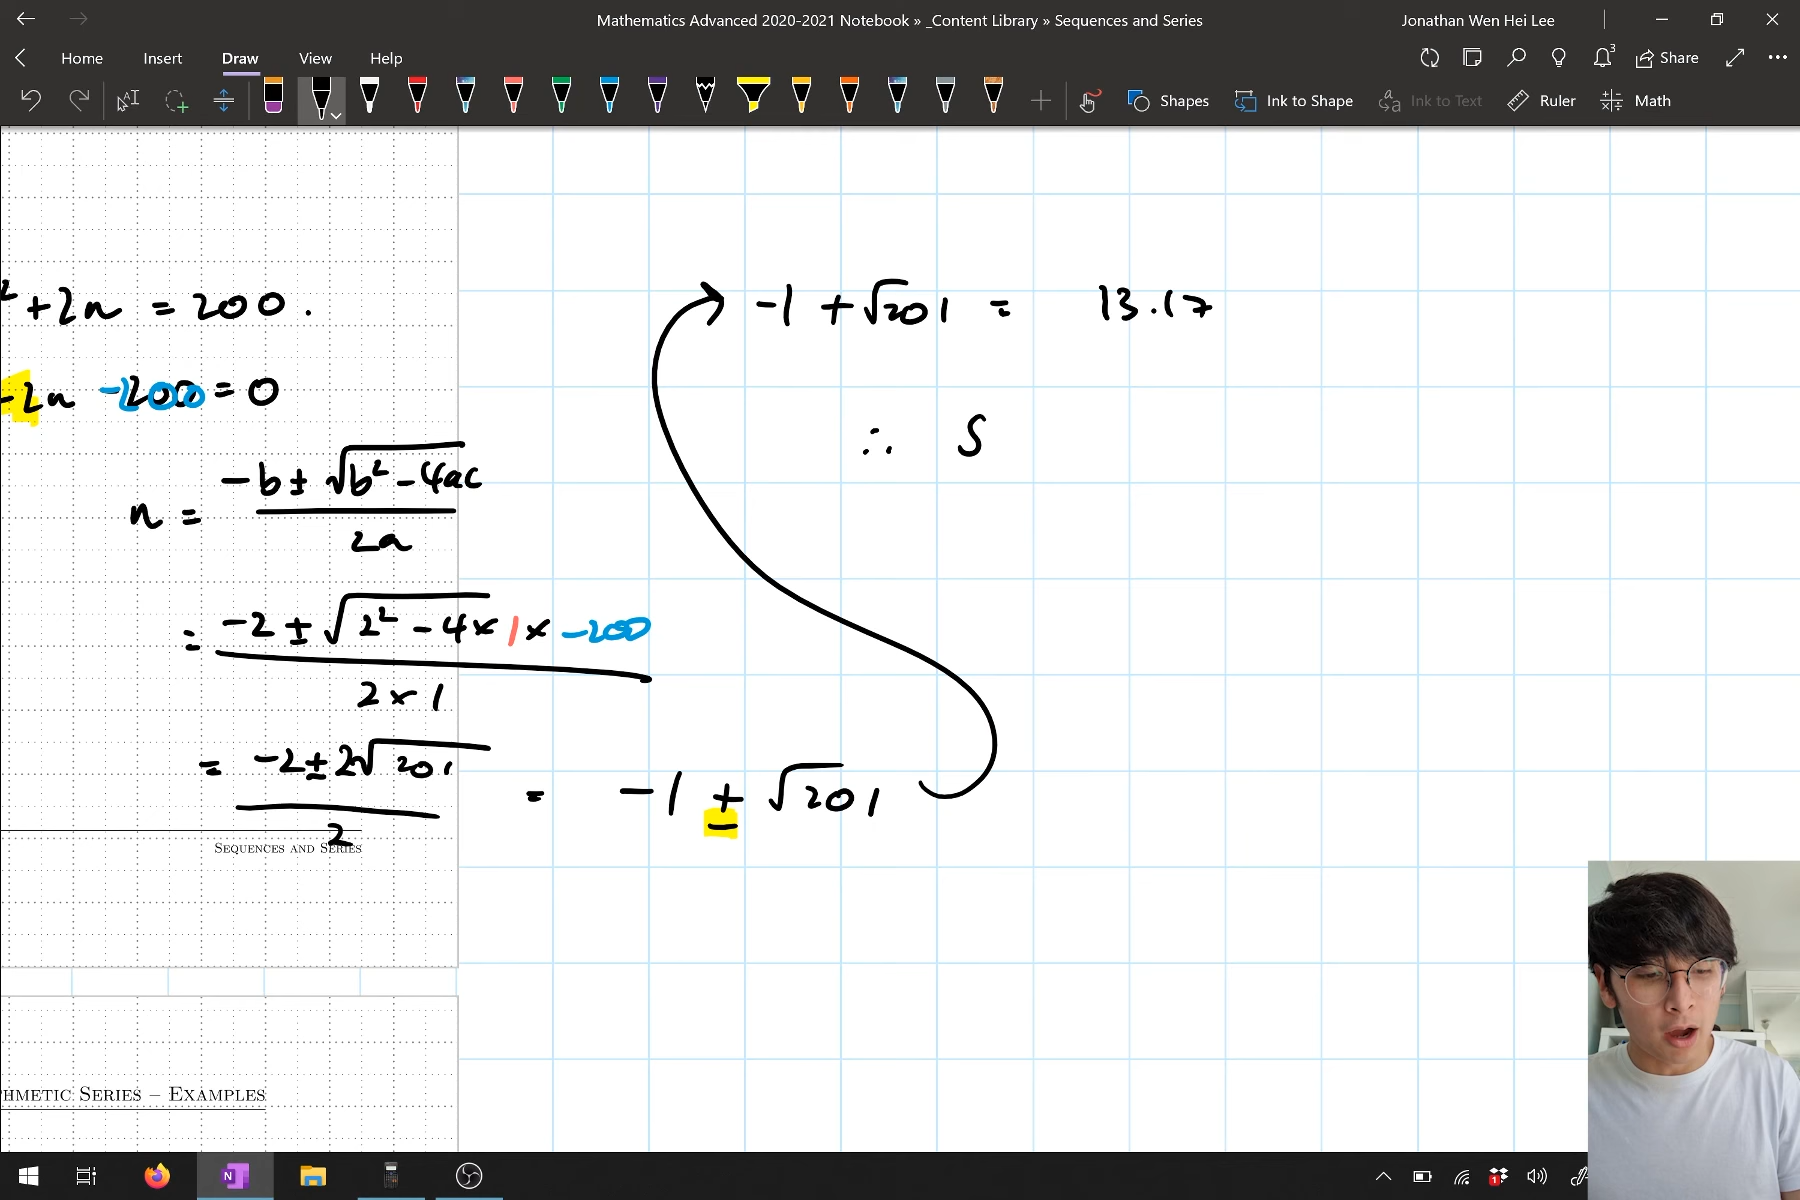 Mathematics Advanced 2020-2021 Notebook » _Content Library » Sequences and Series
Jonathan Wen Hei Lee
Home Insert Draw View Help
3
Share
Shapes
Ink to Shape
Ink to Text
Ruler
Math
² + 2n = 200.
2n -200 = 0
n = -b ± √b² - 4ac
2a
= -2 ± √2² - 4 × 1 × -200
2 × 1
= -2 ± 2√201
2
= -1 ± √201
SEQUENCES AND SERIES
-1 + √201 = 13.17
∴ S
HMETIC SERIES – EXAMPLES
N
1